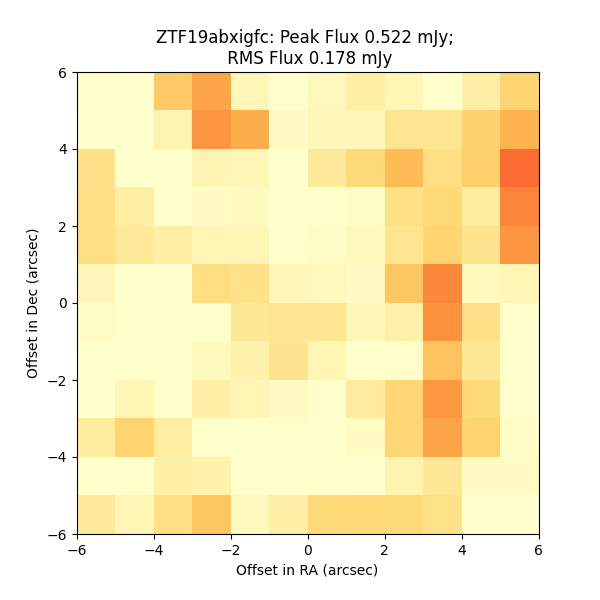 ZTF19abxigfc: Peak Flux 0.522 mJy;
RMS Flux 0.178 mJy
6
4
2
0
−2
−4
−6
Offset in Dec (arcsec)
−6 −4 −2 0 2 4 6
Offset in RA (arcsec)